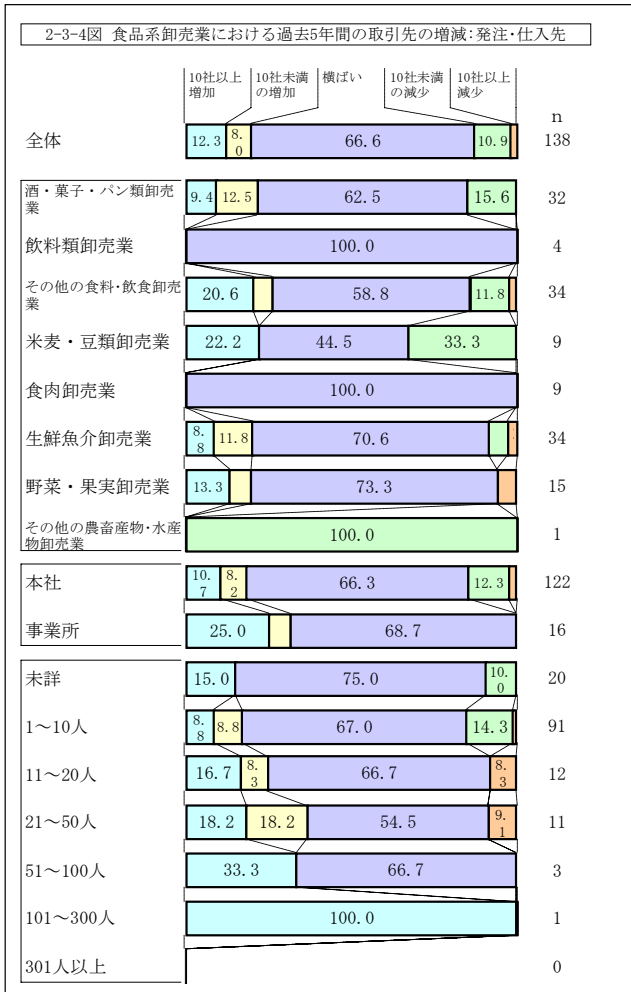 2-3-4図 食品系卸売業における過去5年間の取引先の増減：発注・仕入先
10社以上
増加
10社未満
の増加
横ばい
10社未満
の減少
10社以上
減少
n
全体 12.3 8.0 66.6 10.9 138
酒・菓子・パン類卸売
業 9.4 12.5 62.5 15.6 32
飲料類卸売業 100.0 4
その他の食料・飲食卸売
業 20.6 58.8 11.8 34
米麦・豆類卸売業 22.2 44.5 33.3 9
食肉卸売業 100.0 9
生鮮魚介卸売業 8.8 11.8 70.6 34
野菜・果実卸売業 13.3 73.3 15
その他の農畜産物・水産
物卸売業 100.0 1
本社 10.7 8.2 66.3 12.3 122
事業所 25.0 68.7 16
未詳 15.0 75.0 10.0 20
1～10人 8.8 8.8 67.0 14.3 91
11～20人 16.7 8.3 66.7 8.3 12
21～50人 18.2 18.2 54.5 9.1 11
51～100人 33.3 66.7 3
101～300人 100.0 1
301人以上 0